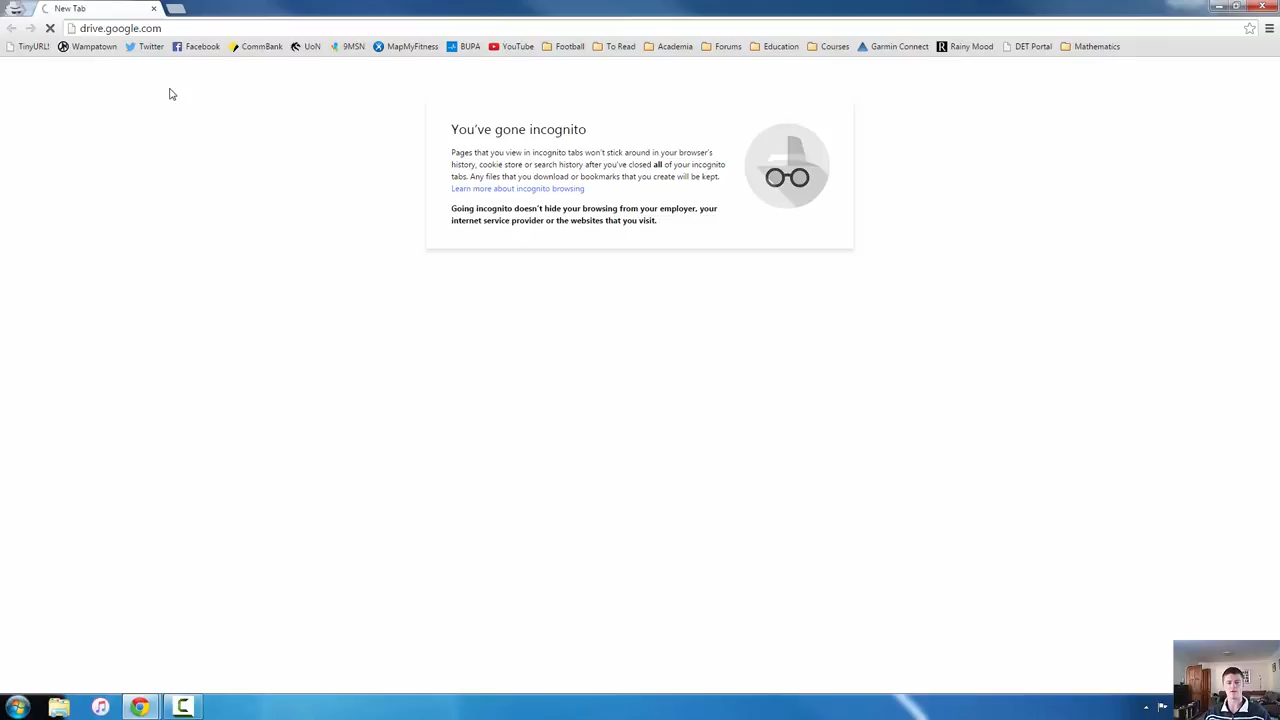 New Tab
drive.google.com
TinyURL! Wampatown Twitter Facebook CommBank UoN 9MSN MapMyFitness BUPA YouTube Football To Read Academia Forums Education Courses Garmin Connect Rainy Mood DET Portal Mathematics
You've gone incognito
Pages that you view in incognito tabs won't stick around in your browser's
history, cookie store or search history after you've closed all of your incognito
tabs. Any files that you download or bookmarks that you create will be kept.
Learn more about incognito browsing
Going incognito doesn't hide your browsing from your employer, your
internet service provider or the websites that you visit.